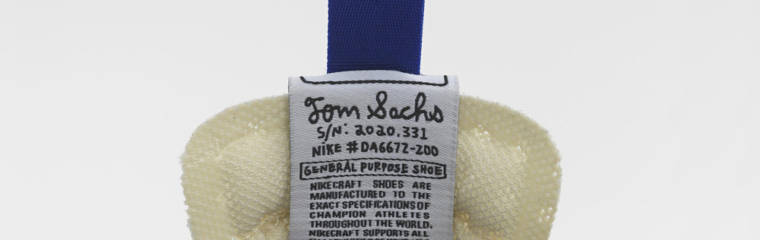 Tom Sachs
S/N: 2020.331
NIKE #DA6672-200
GENERAL PURPOSE SHOE
NIKECRAFT SHOES ARE
MANUFACTURED TO THE
EXACT SPECIFICATIONS OF
CHAMPION ATHLETES
THROUGHOUT THE WORLD.
NIKECRAFT SUPPORTS ALL